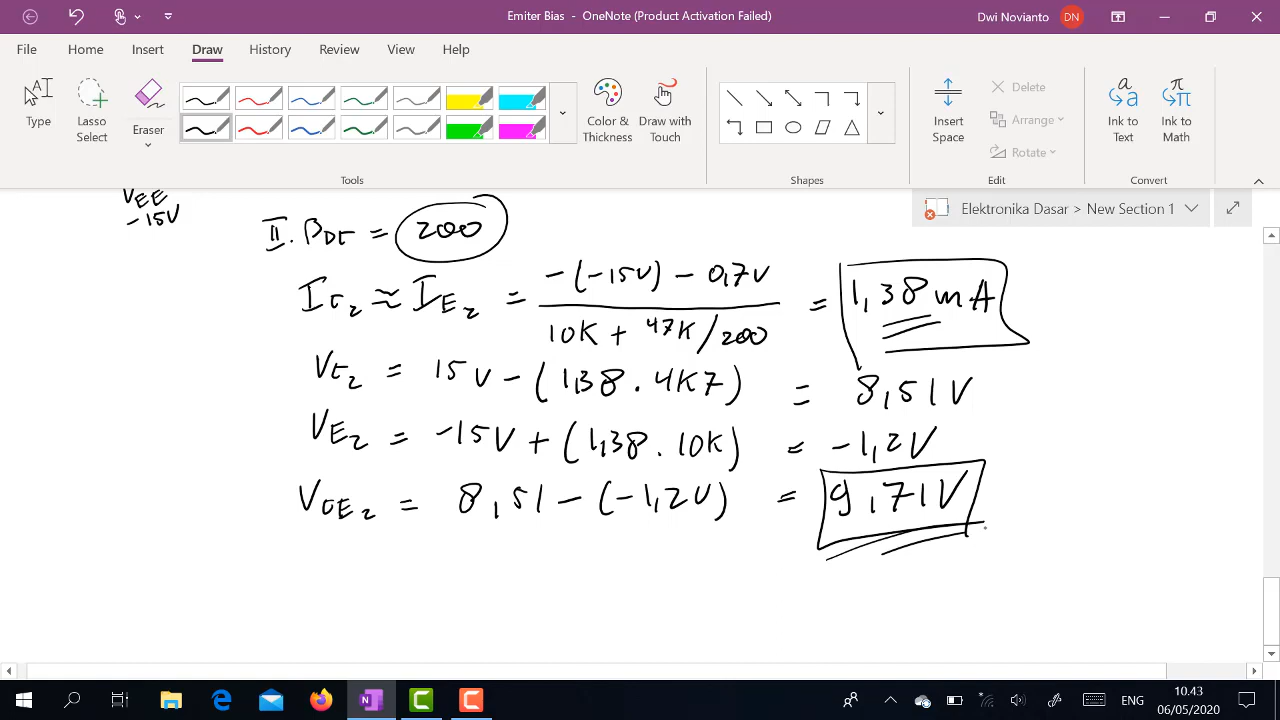 Emiter Bias - OneNote (Product Activation Failed)
Dwi Novianto DN
File Home Insert Draw History Review View Help
Type
Lasso Select
Eraser
Color & Thickness
Draw with Touch
Insert Space
Delete
Arrange
Rotate
Ink to Text
Ink to Math
Tools Shapes Edit Convert
Elektronika Dasar > New Section 1
VEE
-15V
II. βDC = 200
IC2 ≈ IE2 = (-(-15V) - 0,7V) / (10K + 47K/200) = 1,38 mA
VC2 = 15V - (1,38 . 4K7) = 8,51V
VE2 = -15V + (1,38 . 10K) = -1,2V
VCE2 = 8,51 - (-1,2V) = 9,71V
ENG
10.43
06/05/2020